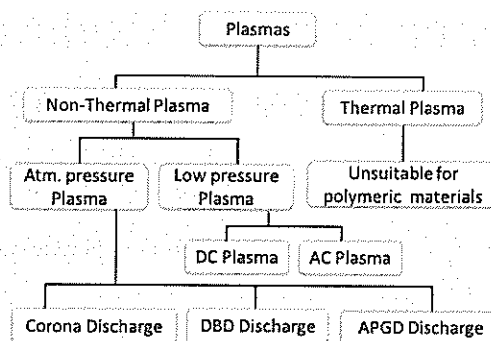 Plasmas
Non-Thermal Plasma
Thermal Plasma
Atm. pressure
Plasma
Low pressure
Plasma
Unsuitable for
polymeric materials
DC Plasma
AC Plasma
Corona Discharge
DBD Discharge
APGD Discharge